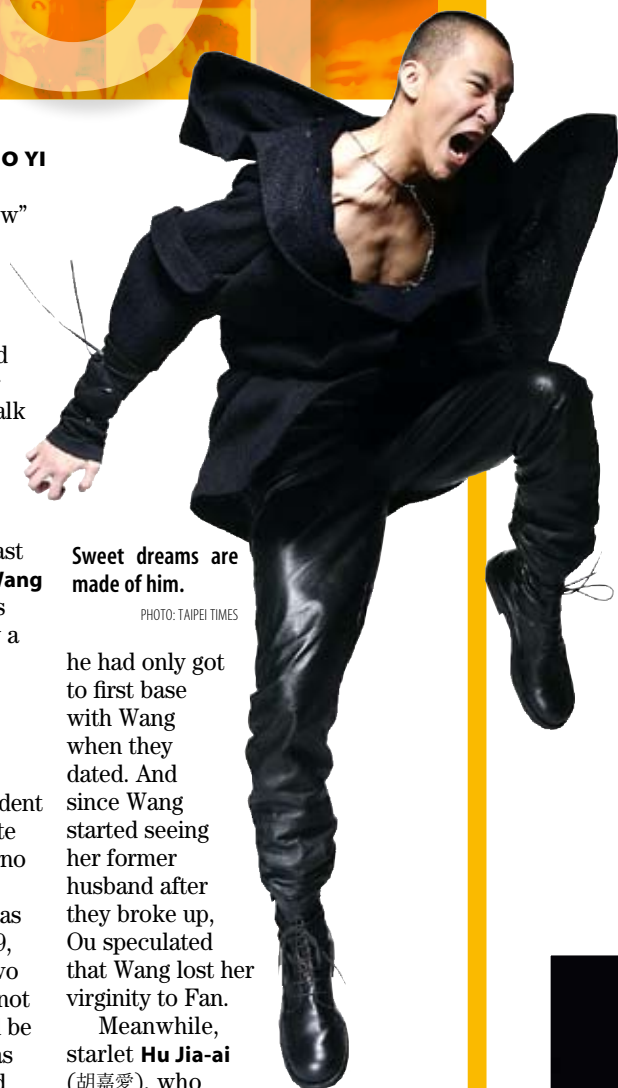 O YI
w”
d
alk
ast
Wang
s
a
dent
te
no
as
9,
not
be
as
Sweet dreams are
made of him.
PHOTO: TAIPEI TIMES
he had only got
to first base
with Wang
when they
dated. And
since Wang
started seeing
her former
husband after
they broke up,
Ou speculated
that Wang lost her
virginity to Fan.
Meanwhile,
starlet Hu Jia-ai
(胡嘉愛), who